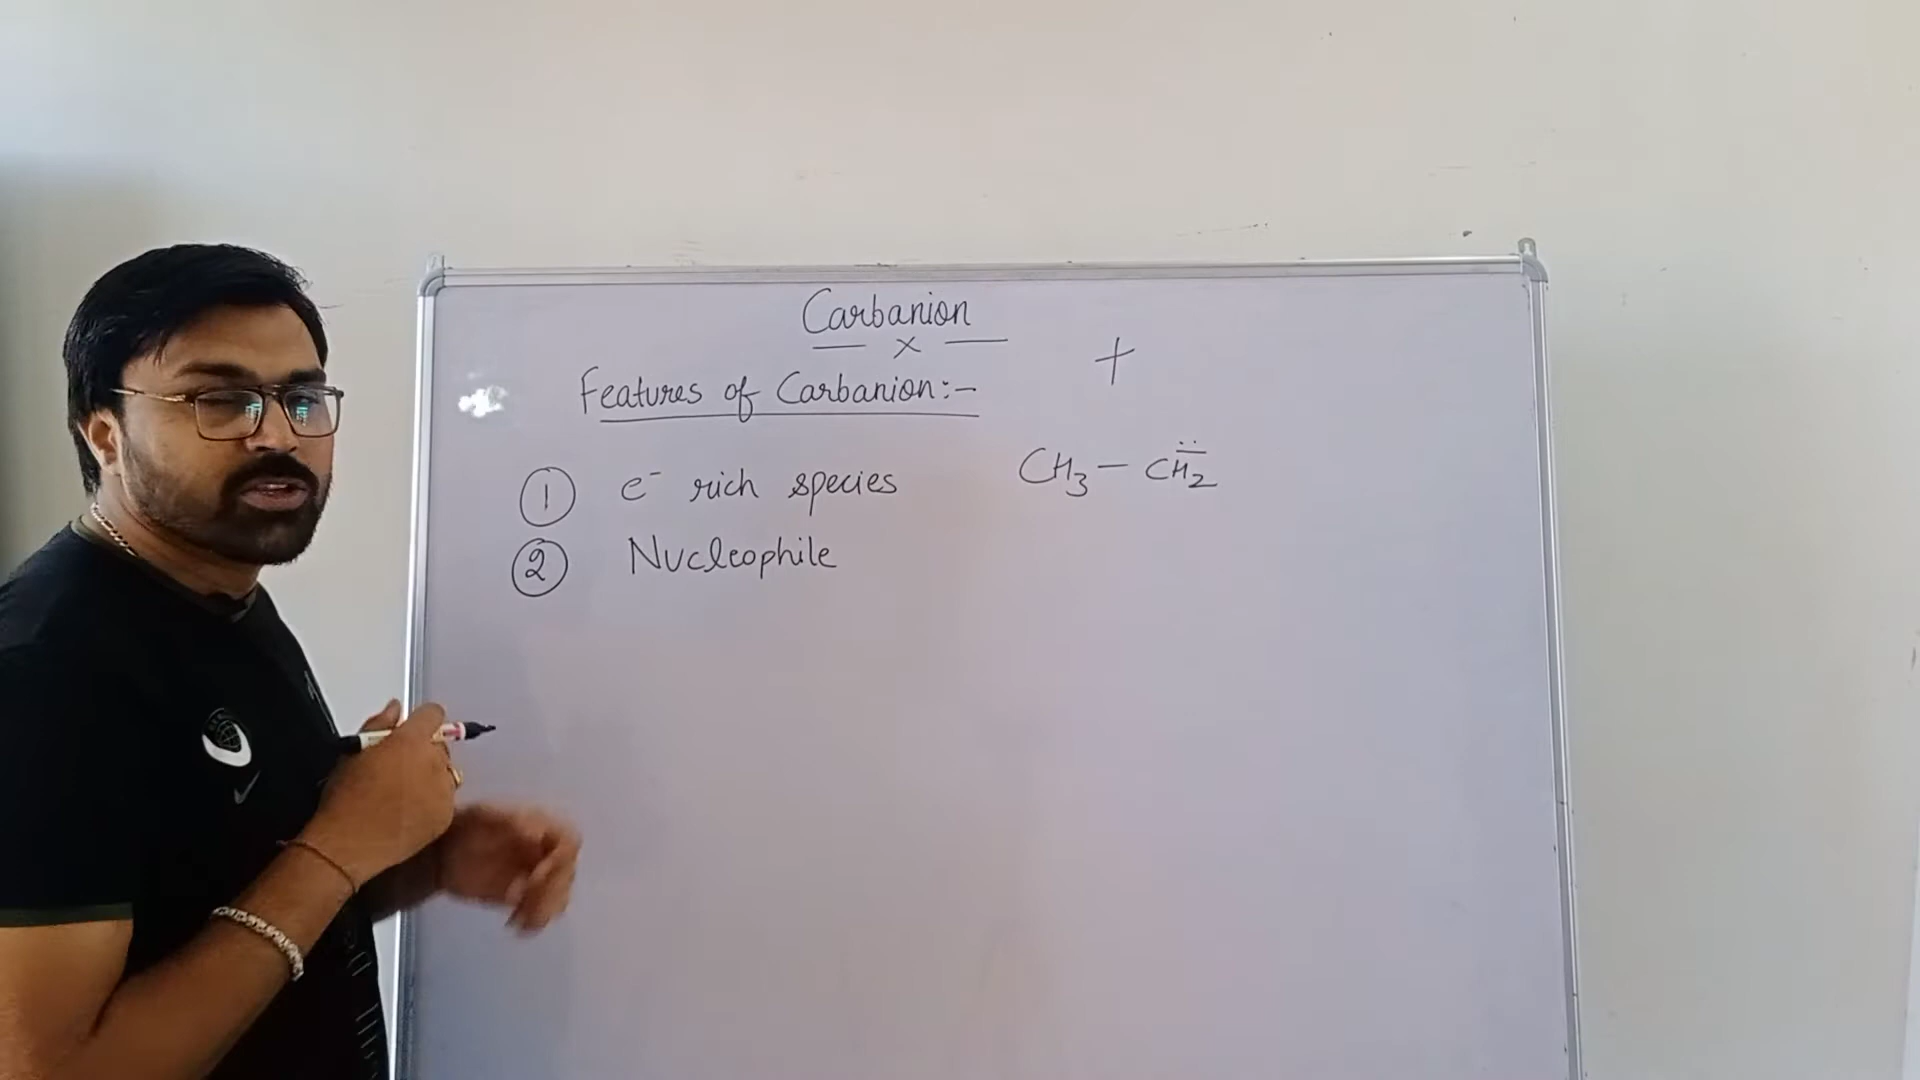 Carbanion
— x —
Features of Carbanion:-
+
① e⁻ rich species
CH₃ — C̈̄H₂
② Nucleophile